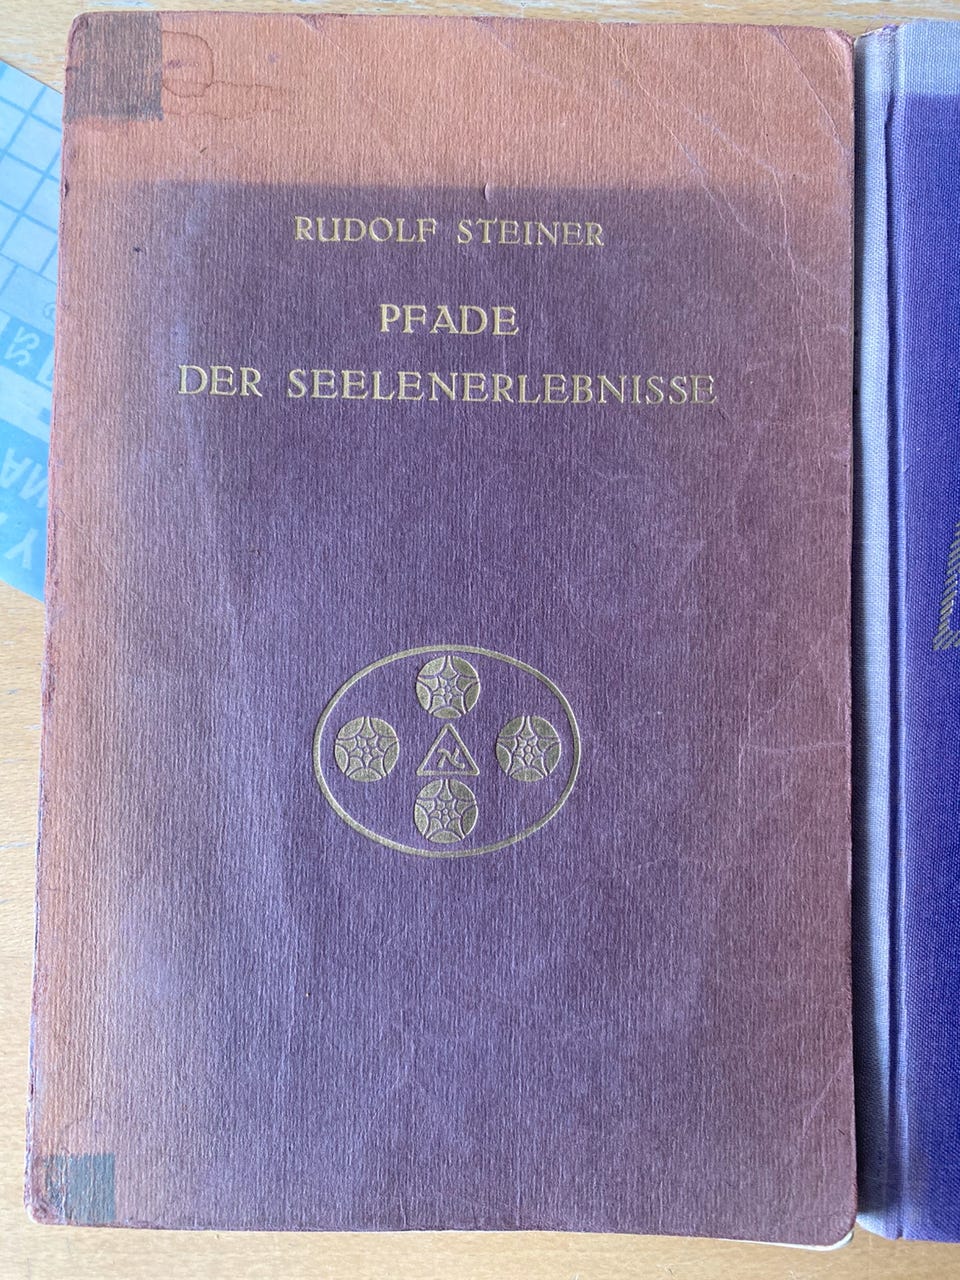 RUDOLF STEINER
PFADE
DER SEELENERLEBNISSE